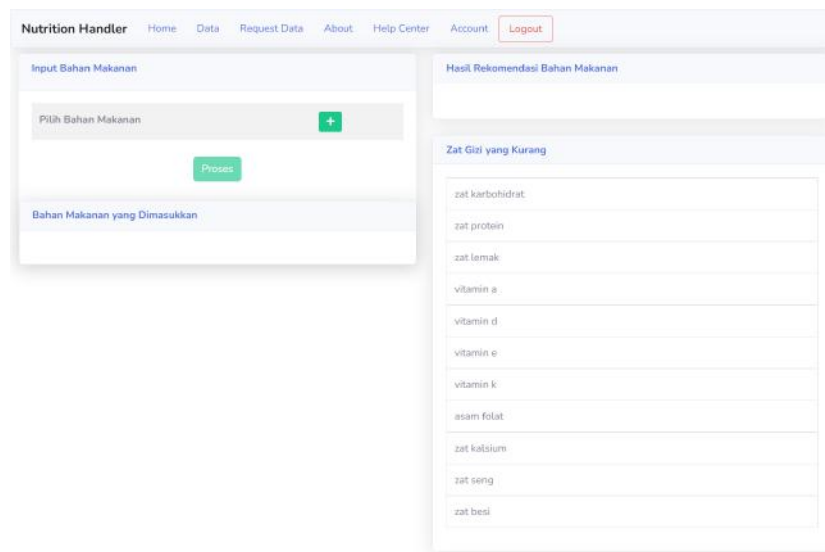 Nutrition Handler Home Data Request Data About Help Center Account Logout
Input Bahan Makanan
Pilih Bahan Makanan +
Proses
Bahan Makanan yang Dimasukkan
Hasil Rekomendasi Bahan Makanan
Zat Gizi yang Kurang
zat karbohidrat
zat protein
zat lemak
vitamin a
vitamin d
vitamin e
vitamin k
asam folat
zat kalsium
zat seng
zat besi